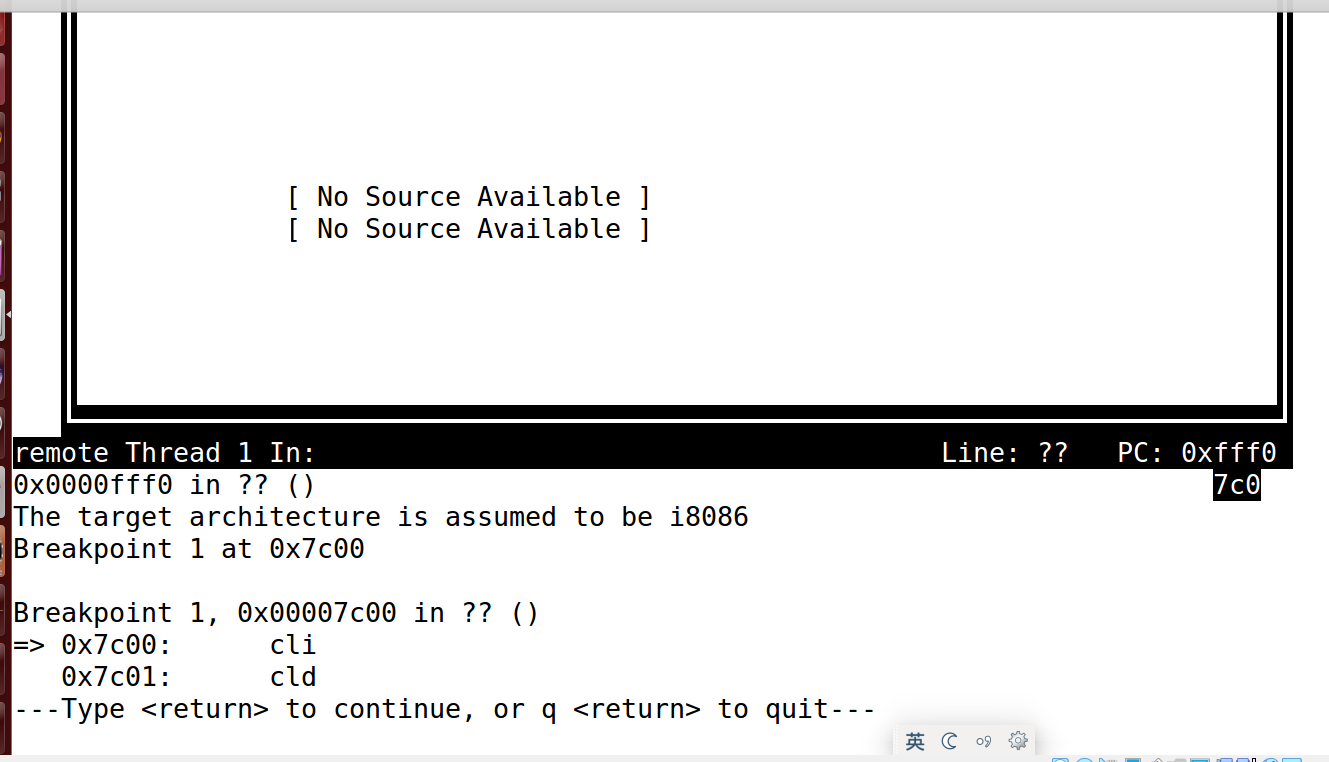 [ No Source Available ]
[ No Source Available ]
remote Thread 1 In: Line: ?? PC: 0xfff0
0x0000fff0 in ?? () 7c0
The target architecture is assumed to be i8086
Breakpoint 1 at 0x7c00
Breakpoint 1, 0x00007c00 in ?? ()
=> 0x7c00: cli
0x7c01: cld
---Type <return> to continue, or q <return> to quit---
英